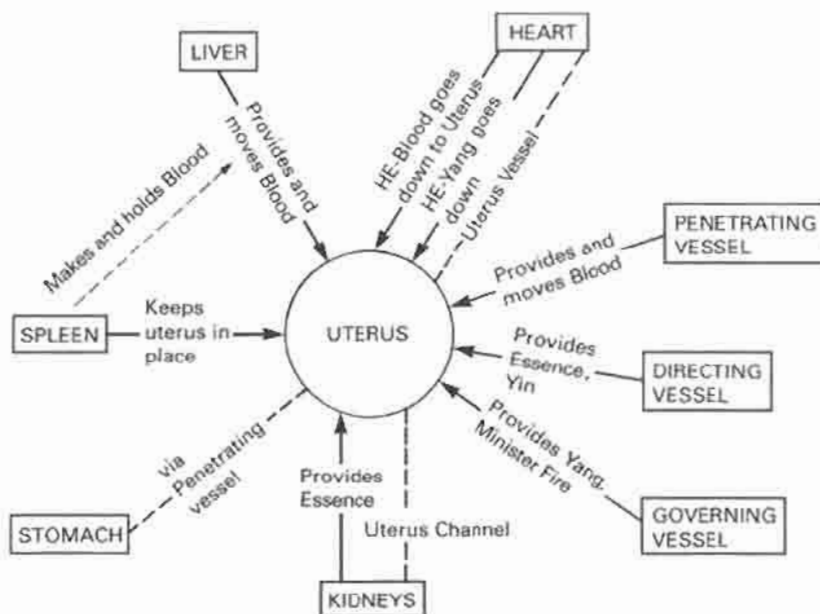 HEART
LIVER
HE-Blood goes
down to Uterus
HE-Yang goes
down
Uterus Vessel
Provides and
moves Blood
Makes and holds Blood
PENETRATING
VESSEL
Provides and
moves Blood
SPLEEN
Keeps
uterus in
place
UTERUS
Provides
Essence,
Yin
DIRECTING
VESSEL
Provides Yang,
Minister Fire
via
Penetrating
vessel
Provides
Essence
STOMACH
Uterus Channel
GOVERNING
VESSEL
KIDNEYS